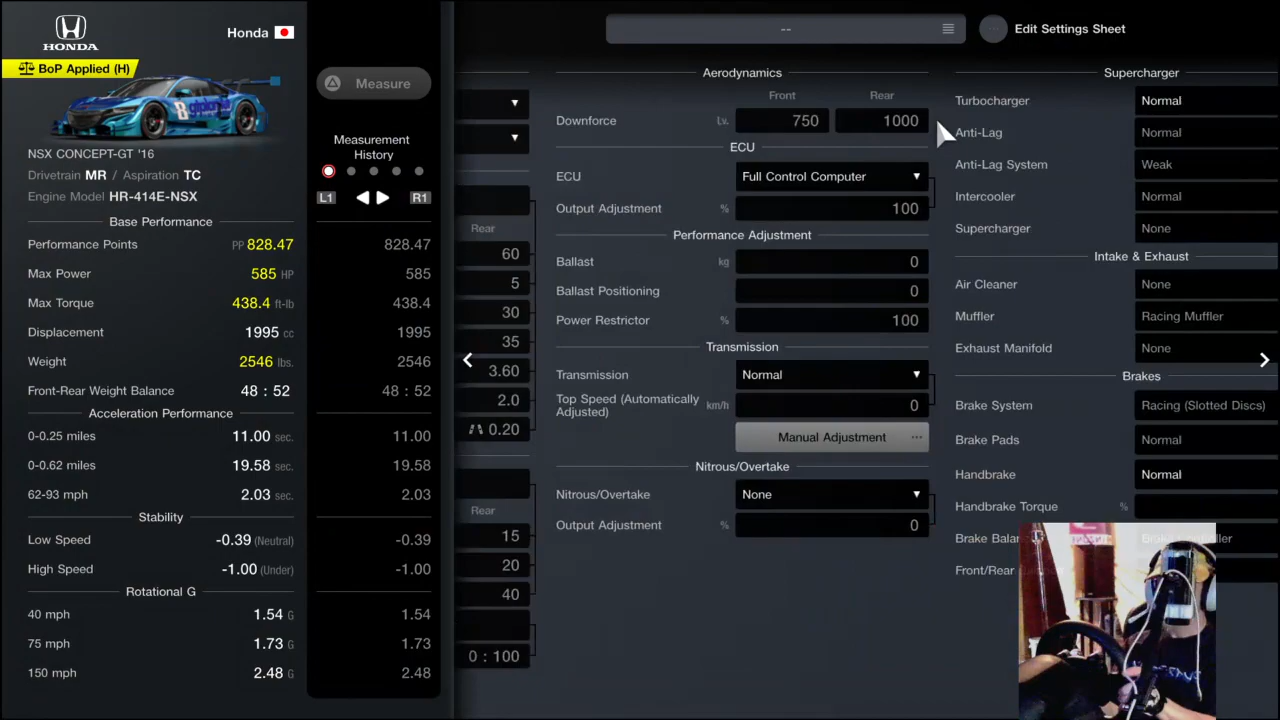 HONDA
Honda
BoP Applied (H)
NSX CONCEPT-GT '16
Drivetrain MR / Aspiration TC
Engine Model HR-414E-NSX
Base Performance
Performance Points PP 828.47
Max Power 585 HP
Max Torque 438.4 ft-lb
Displacement 1995 cc
Weight 2546 lbs.
Front-Rear Weight Balance 48 : 52
Acceleration Performance
0-0.25 miles 11.00 sec.
0-0.62 miles 19.58 sec.
62-93 mph 2.03 sec.
Stability
Low Speed -0.39 (Neutral)
High Speed -1.00 (Under)
Rotational G
40 mph 1.54 G
75 mph 1.73 G
150 mph 2.48 G
Measure
Measurement
History
L1 R1
828.47
585
438.4
1995
2546
48 : 52
11.00
19.58
2.03
-0.39
-1.00
1.54
1.73
2.48
Rear
60
5
30
35
3.60
2.0
0.20
Rear
15
20
40
0 : 100
--
Edit Settings Sheet
Aerodynamics
Front Rear
Downforce Lv. 750 1000
ECU
ECU Full Control Computer
Output Adjustment % 100
Performance Adjustment
Ballast kg 0
Ballast Positioning 0
Power Restrictor % 100
Transmission
Transmission Normal
Top Speed (Automatically
Adjusted) km/h 0
Manual Adjustment
Nitrous/Overtake
Nitrous/Overtake None
Output Adjustment % 0
Supercharger
Turbocharger Normal
Anti-Lag Normal
Anti-Lag System Weak
Intercooler Normal
Supercharger None
Intake & Exhaust
Air Cleaner None
Muffler Racing Muffler
Exhaust Manifold None
Brakes
Brake System Racing (Slotted Discs)
Brake Pads Normal
Handbrake Normal
Handbrake Torque %
Brake
Front/Rear